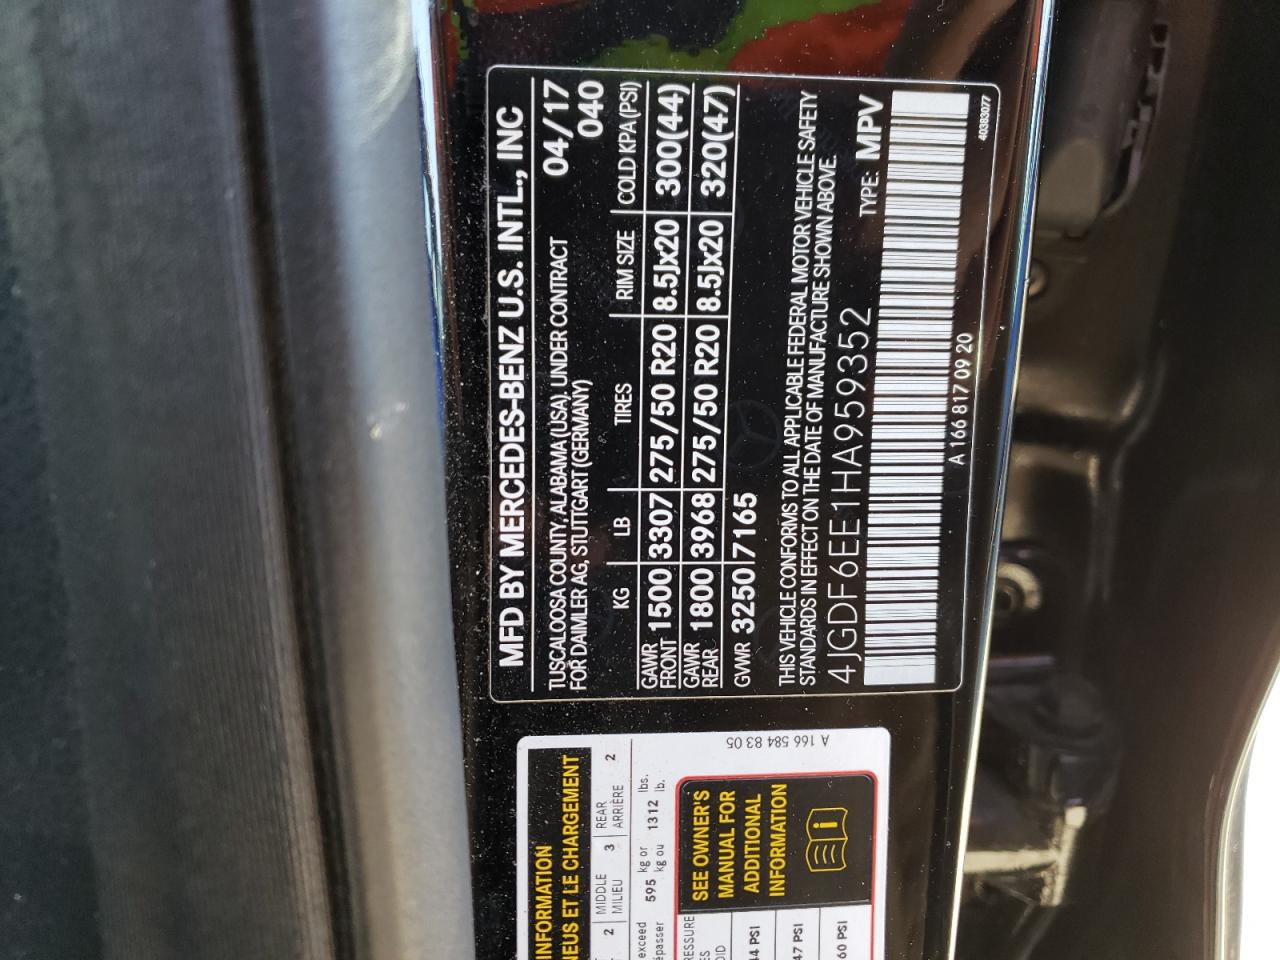 MFD BY MERCEDES-BENZ U.S. INTL., INC
TUSCALOOSA COUNTY, ALABAMA (USA), UNDER CONTRACT 04/17
FOR DAIMLER AG, STUTTGART (GERMANY) 040
KG LB TIRES RIM SIZE COLD KPA (PSI)
GAWR FRONT 1500 3307 275/50 R20 8.5Jx20 300(44)
GAWR REAR 1800 3968 275/50 R20 8.5Jx20 320(47)
GVWR 3250 7165
THIS VEHICLE CONFORMS TO ALL APPLICABLE FEDERAL MOTOR VEHICLE SAFETY
STANDARDS IN EFFECT ON THE DATE OF MANUFACTURE SHOWN ABOVE.
4JGDF6EE1HA959352 TYPE: MPV
A 166 817 09 20
40383077
INFORMATION
NEUS ET LE CHARGEMENT
2 MIDDLE 3 REAR 2
MILIEU ARRIÈRE
exceed 595 kg or 1312 lbs.
épasser kg ou lb.
A 166 584 83 05
SEE OWNER'S
MANUAL FOR
ADDITIONAL
INFORMATION
44 PSI
47 PSI
60 PSI